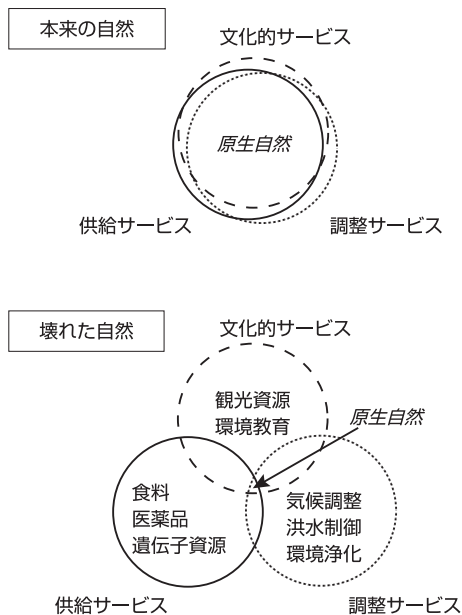 本来の自然
文化的サービス
原生自然
供給サービス
調整サービス
壊れた自然
文化的サービス
観光資源
環境教育
原生自然
食料
医薬品
遺伝子資源
気候調整
洪水制御
環境浄化
供給サービス
調整サービス